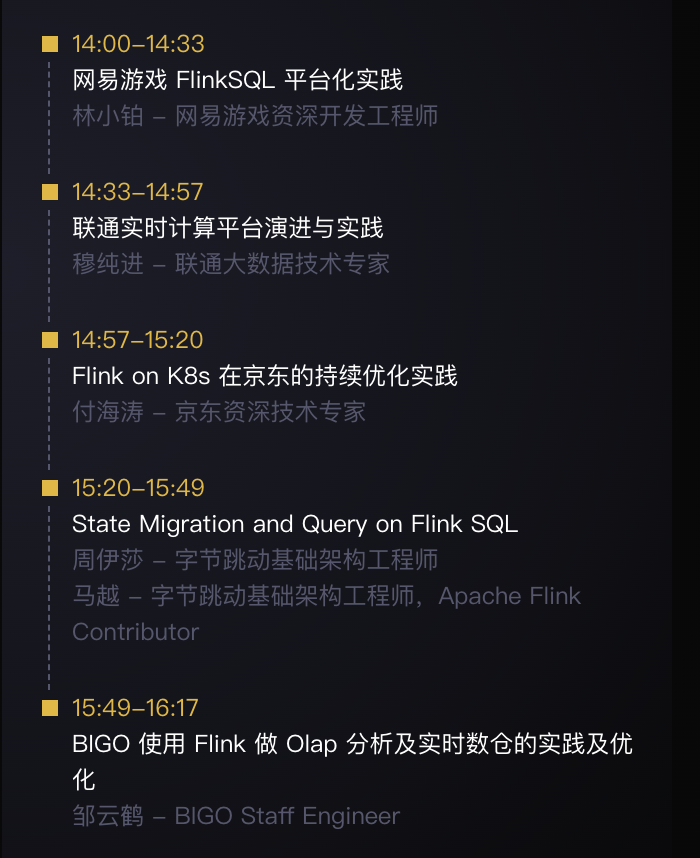 14:00–14:33
网易游戏 FlinkSQL 平台化实践
林小铂 – 网易游戏资深开发工程师
14:33–14:57
联通实时计算平台演进与实践
穆纯进 – 联通大数据技术专家
14:57–15:20
Flink on K8s 在京东的持续优化实践
付海涛 – 京东资深技术专家
15:20–15:49
State Migration and Query on Flink SQL
周伊莎 – 字节跳动基础架构工程师
马越 – 字节跳动基础架构工程师，Apache Flink
Contributor
15:49–16:17
BIGO 使用 Flink 做 Olap 分析及实时数仓的实践及优
化
邹云鹤 – BIGO Staff Engineer